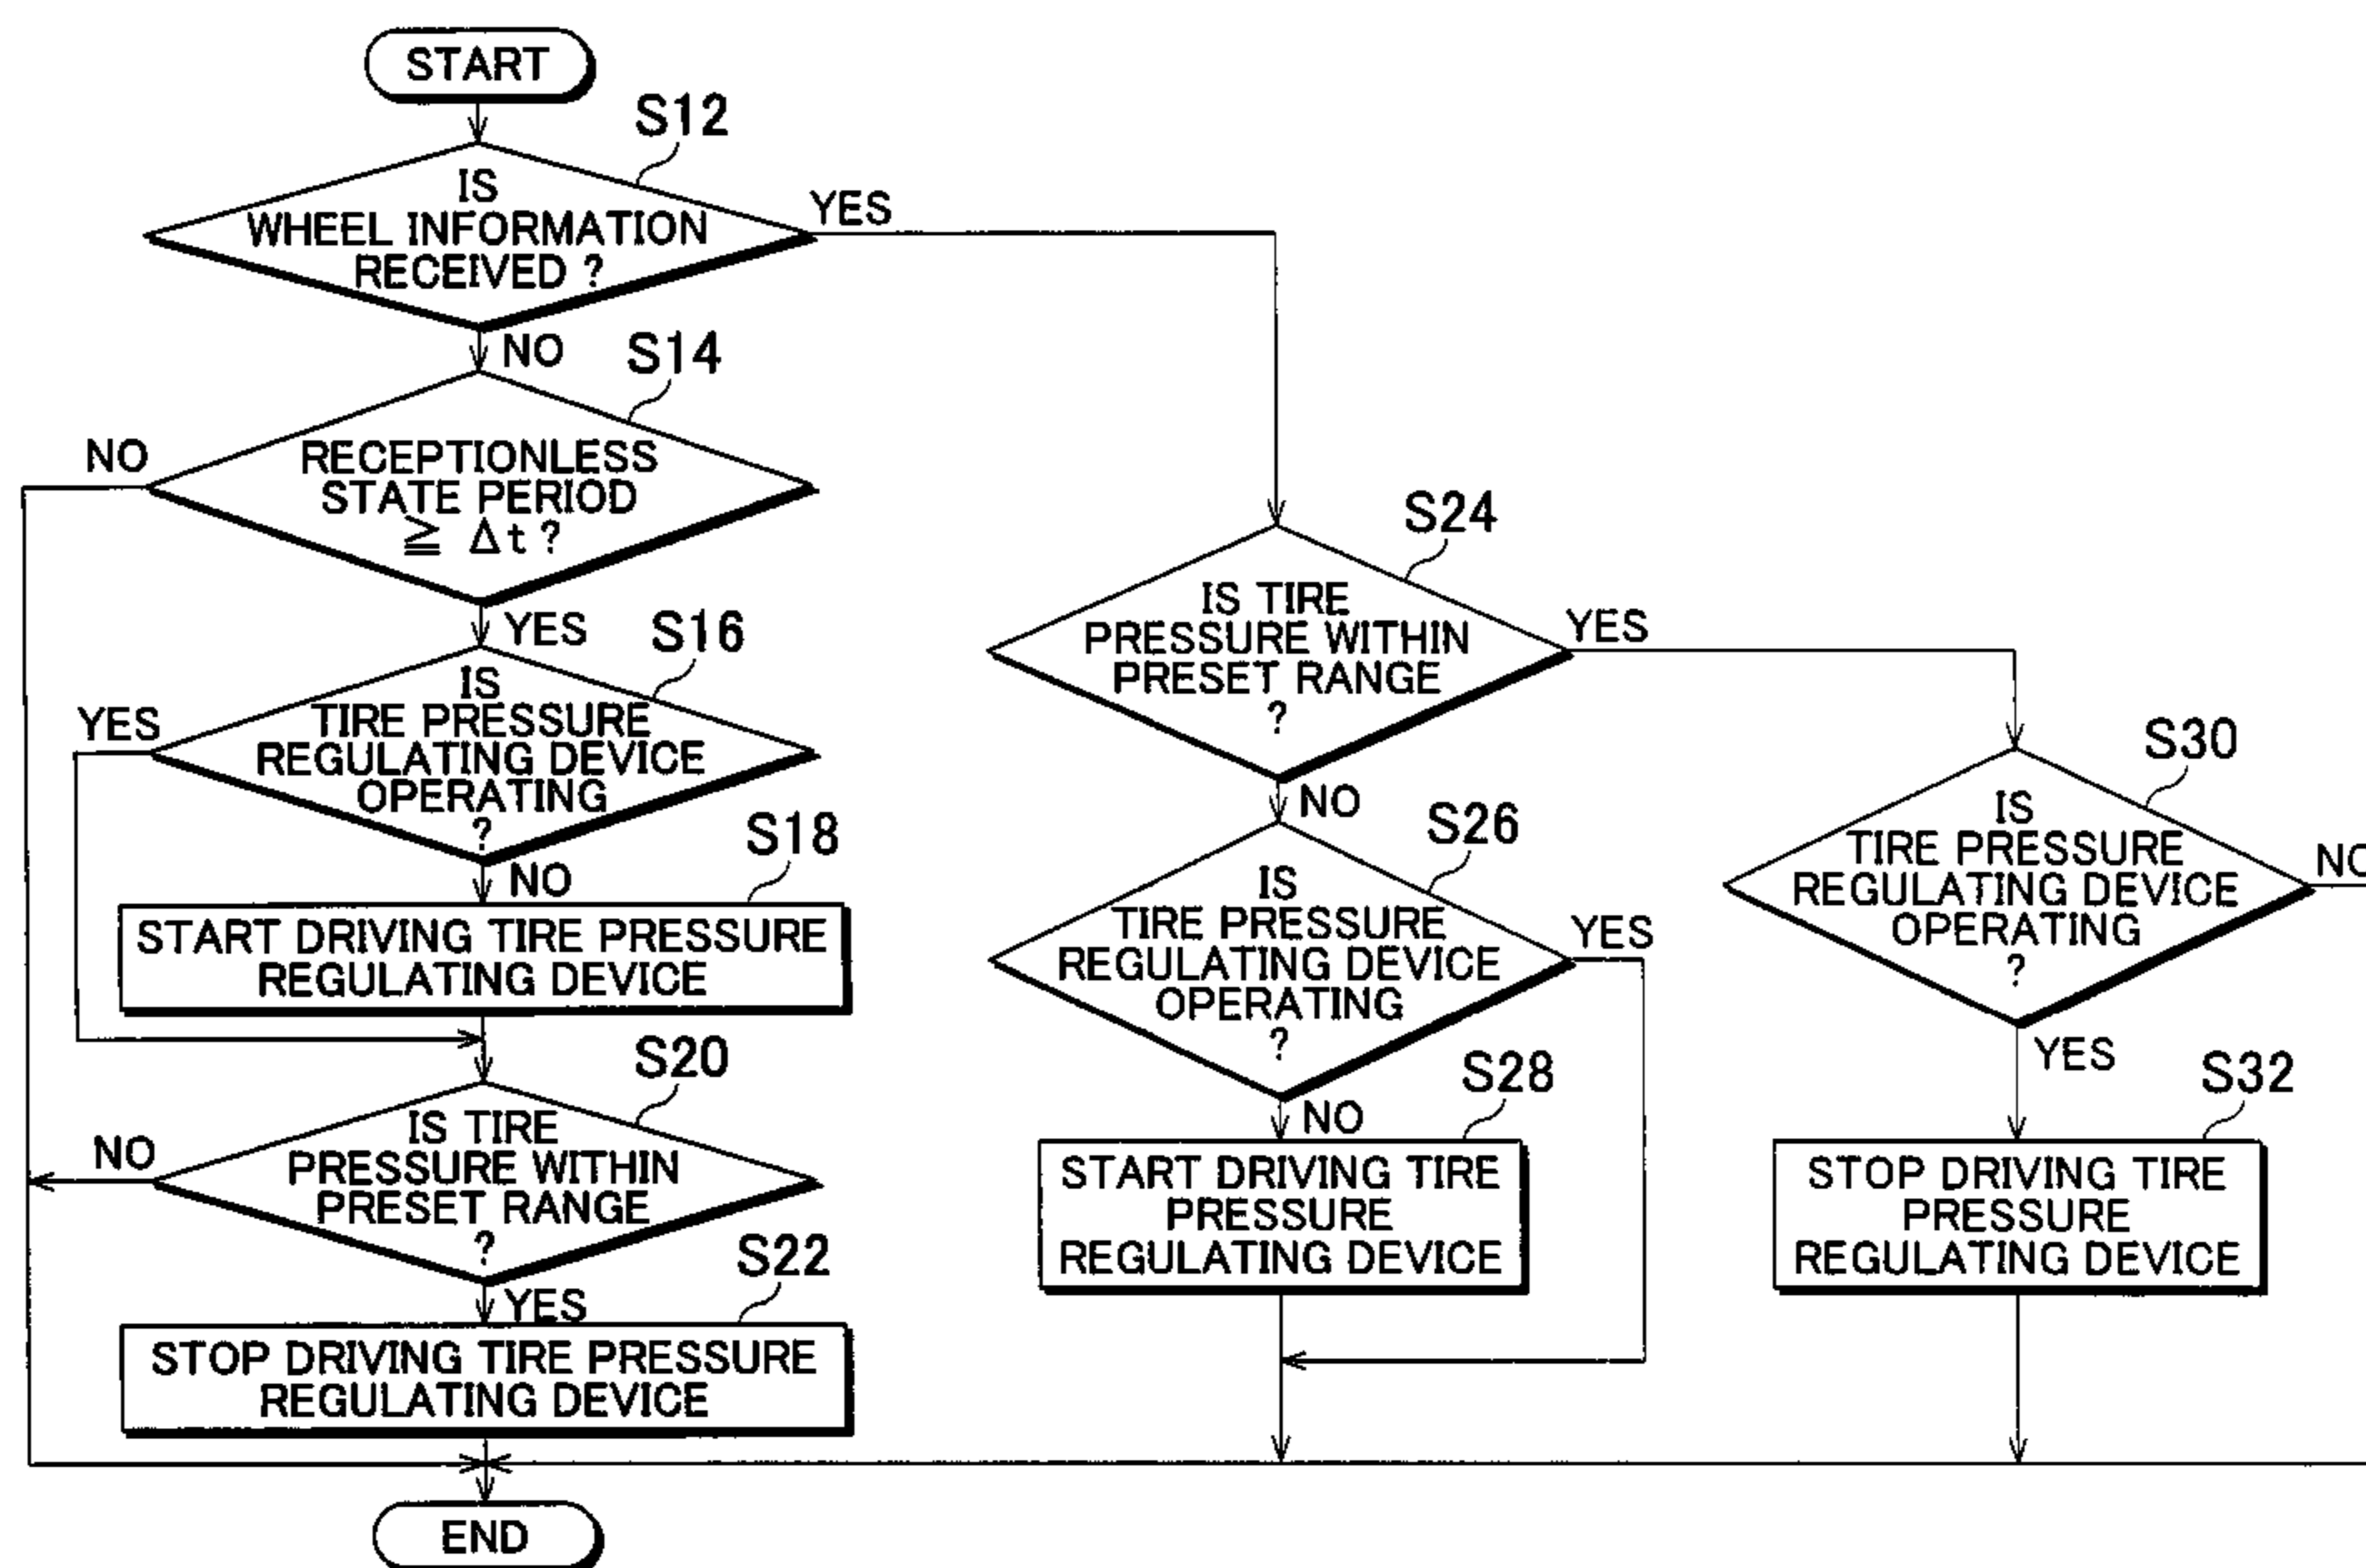 START
S12
IS
WHEEL INFORMATION
RECEIVED ?
YES
NO
S14
RECEPTIONLESS
STATE PERIOD
≧ Δt ?
NO
YES
S16
IS
TIRE PRESSURE
REGULATING DEVICE
OPERATING
?
YES
NO
S18
START DRIVING TIRE PRESSURE
REGULATING DEVICE
S20
IS TIRE
PRESSURE WITHIN
PRESET RANGE
?
NO
YES
S22
STOP DRIVING TIRE PRESSURE
REGULATING DEVICE
END
S24
IS TIRE
PRESSURE WITHIN
PRESET RANGE
?
YES
NO
S26
IS
TIRE PRESSURE
REGULATING DEVICE
OPERATING
?
YES
NO
S28
START DRIVING TIRE
PRESSURE
REGULATING DEVICE
S30
IS
TIRE PRESSURE
REGULATING DEVICE
OPERATING
?
NO
YES
S32
STOP DRIVING TIRE
PRESSURE
REGULATING DEVICE